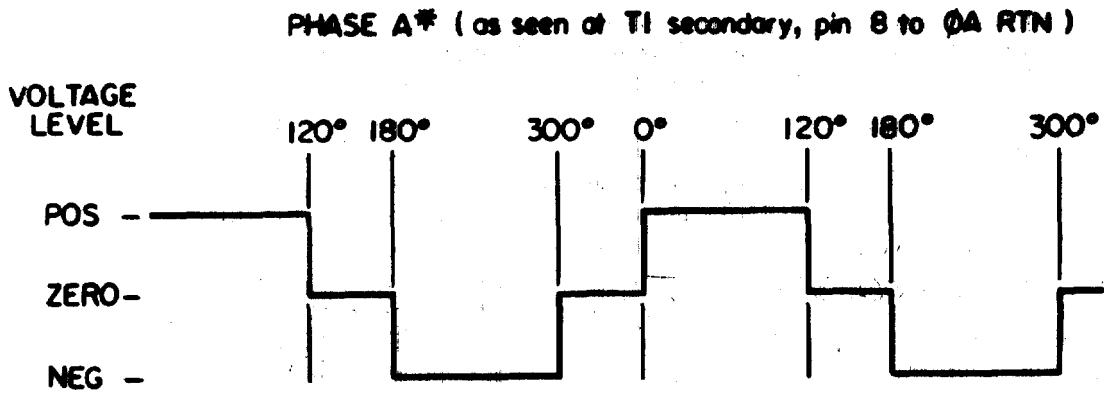 PHASE A* (as seen at T1 secondary, pin 8 to ØA RTN)
VOLTAGE
LEVEL
120° 180° 300° 0° 120° 180° 300°
POS –
ZERO –
NEG –